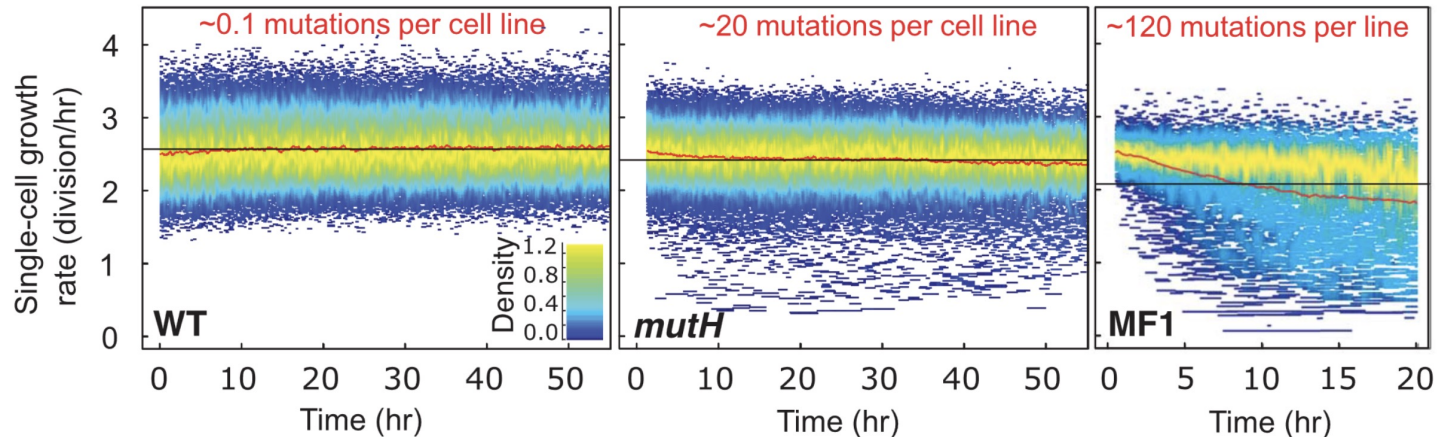 ~0.1 mutations per cell line
~20 mutations per cell line
~120 mutations per line
Single-cell growth
rate (division/hr)
4
3
2
1
0
WT
Density
1.2
0.8
0.4
0.0
mutH
MF1
0 10 20 30 40 50
0 10 20 30 40 50
0 5 10 15 20
Time (hr)
Time (hr)
Time (hr)